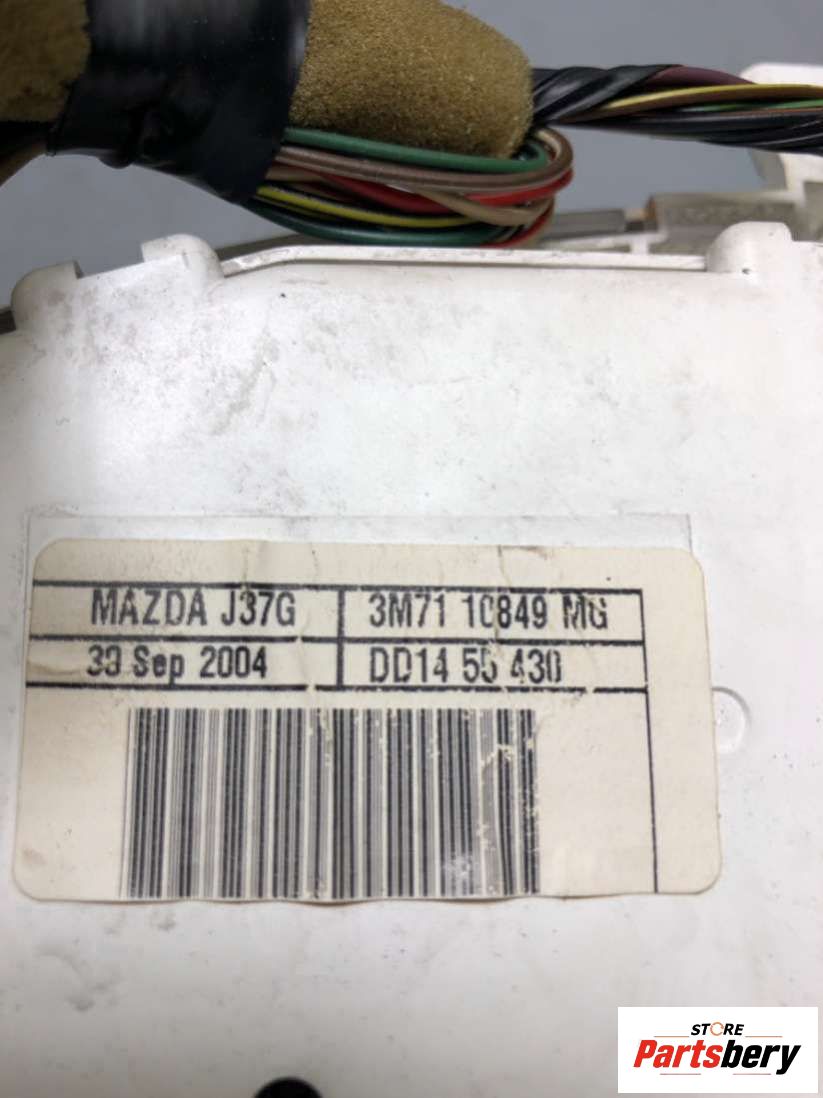 MAZDA J37G 3M71 10849 MG
30 Sep 2004 DD14 55 430
STORE
Partsbery